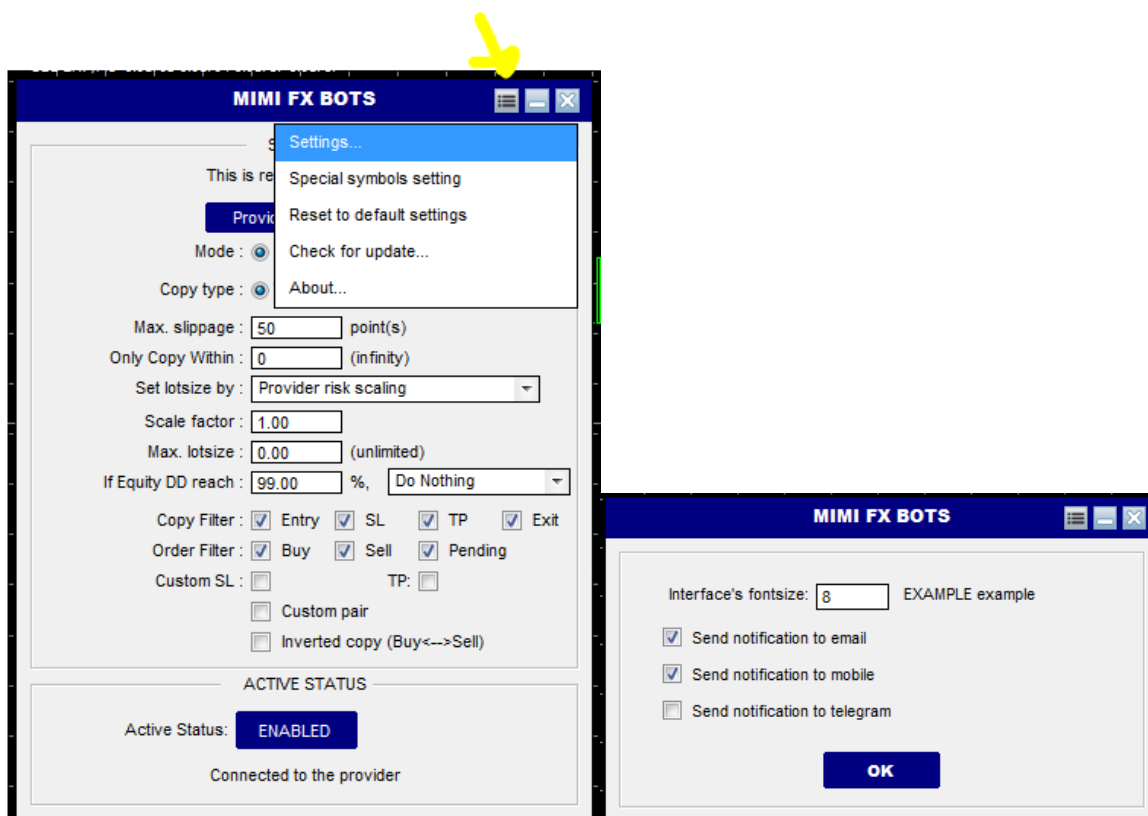 MIMI FX BOTS
Settings...
This is re
Special symbols setting
Provic
Reset to default settings
Mode :
Check for update...
Copy type :
About...
Max. slippage : 50 point(s)
Only Copy Within : 0 (infinity)
Set lotsize by : Provider risk scaling
Scale factor : 1.00
Max. lotsize : 0.00 (unlimited)
If Equity DD reach : 99.00 %, Do Nothing
Copy Filter : Entry SL TP Exit
Order Filter : Buy Sell Pending
Custom SL : TP:
Custom pair
Inverted copy (Buy<-->Sell)
ACTIVE STATUS
Active Status: ENABLED
Connected to the provider
MIMI FX BOTS
Interface's fontsize: 8 EXAMPLE example
Send notification to email
Send notification to mobile
Send notification to telegram
OK